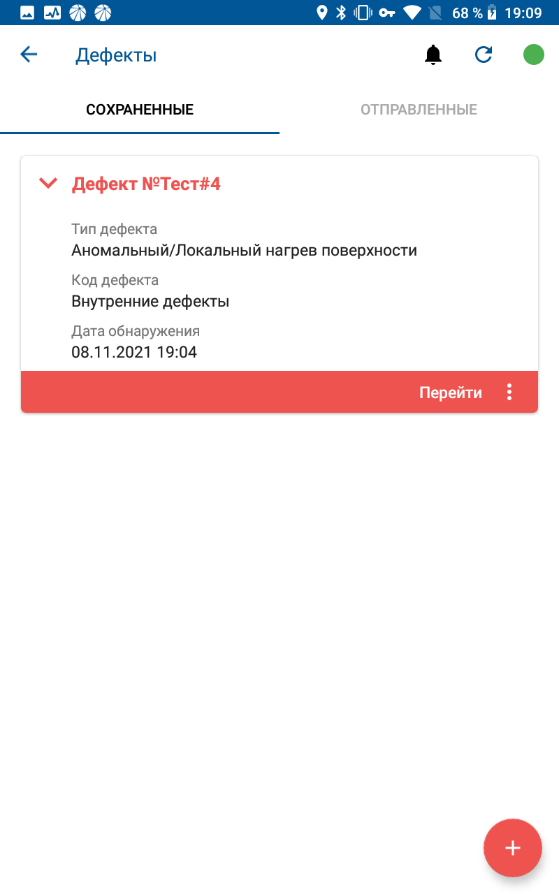 68 % 19:09
Дефекты
СОХРАНЕННЫЕ ОТПРАВЛЕННЫЕ
Дефект №Тест#4
Тип дефекта
Аномальный/Локальный нагрев поверхности
Код дефекта
Внутренние дефекты
Дата обнаружения
08.11.2021 19:04
Перейти